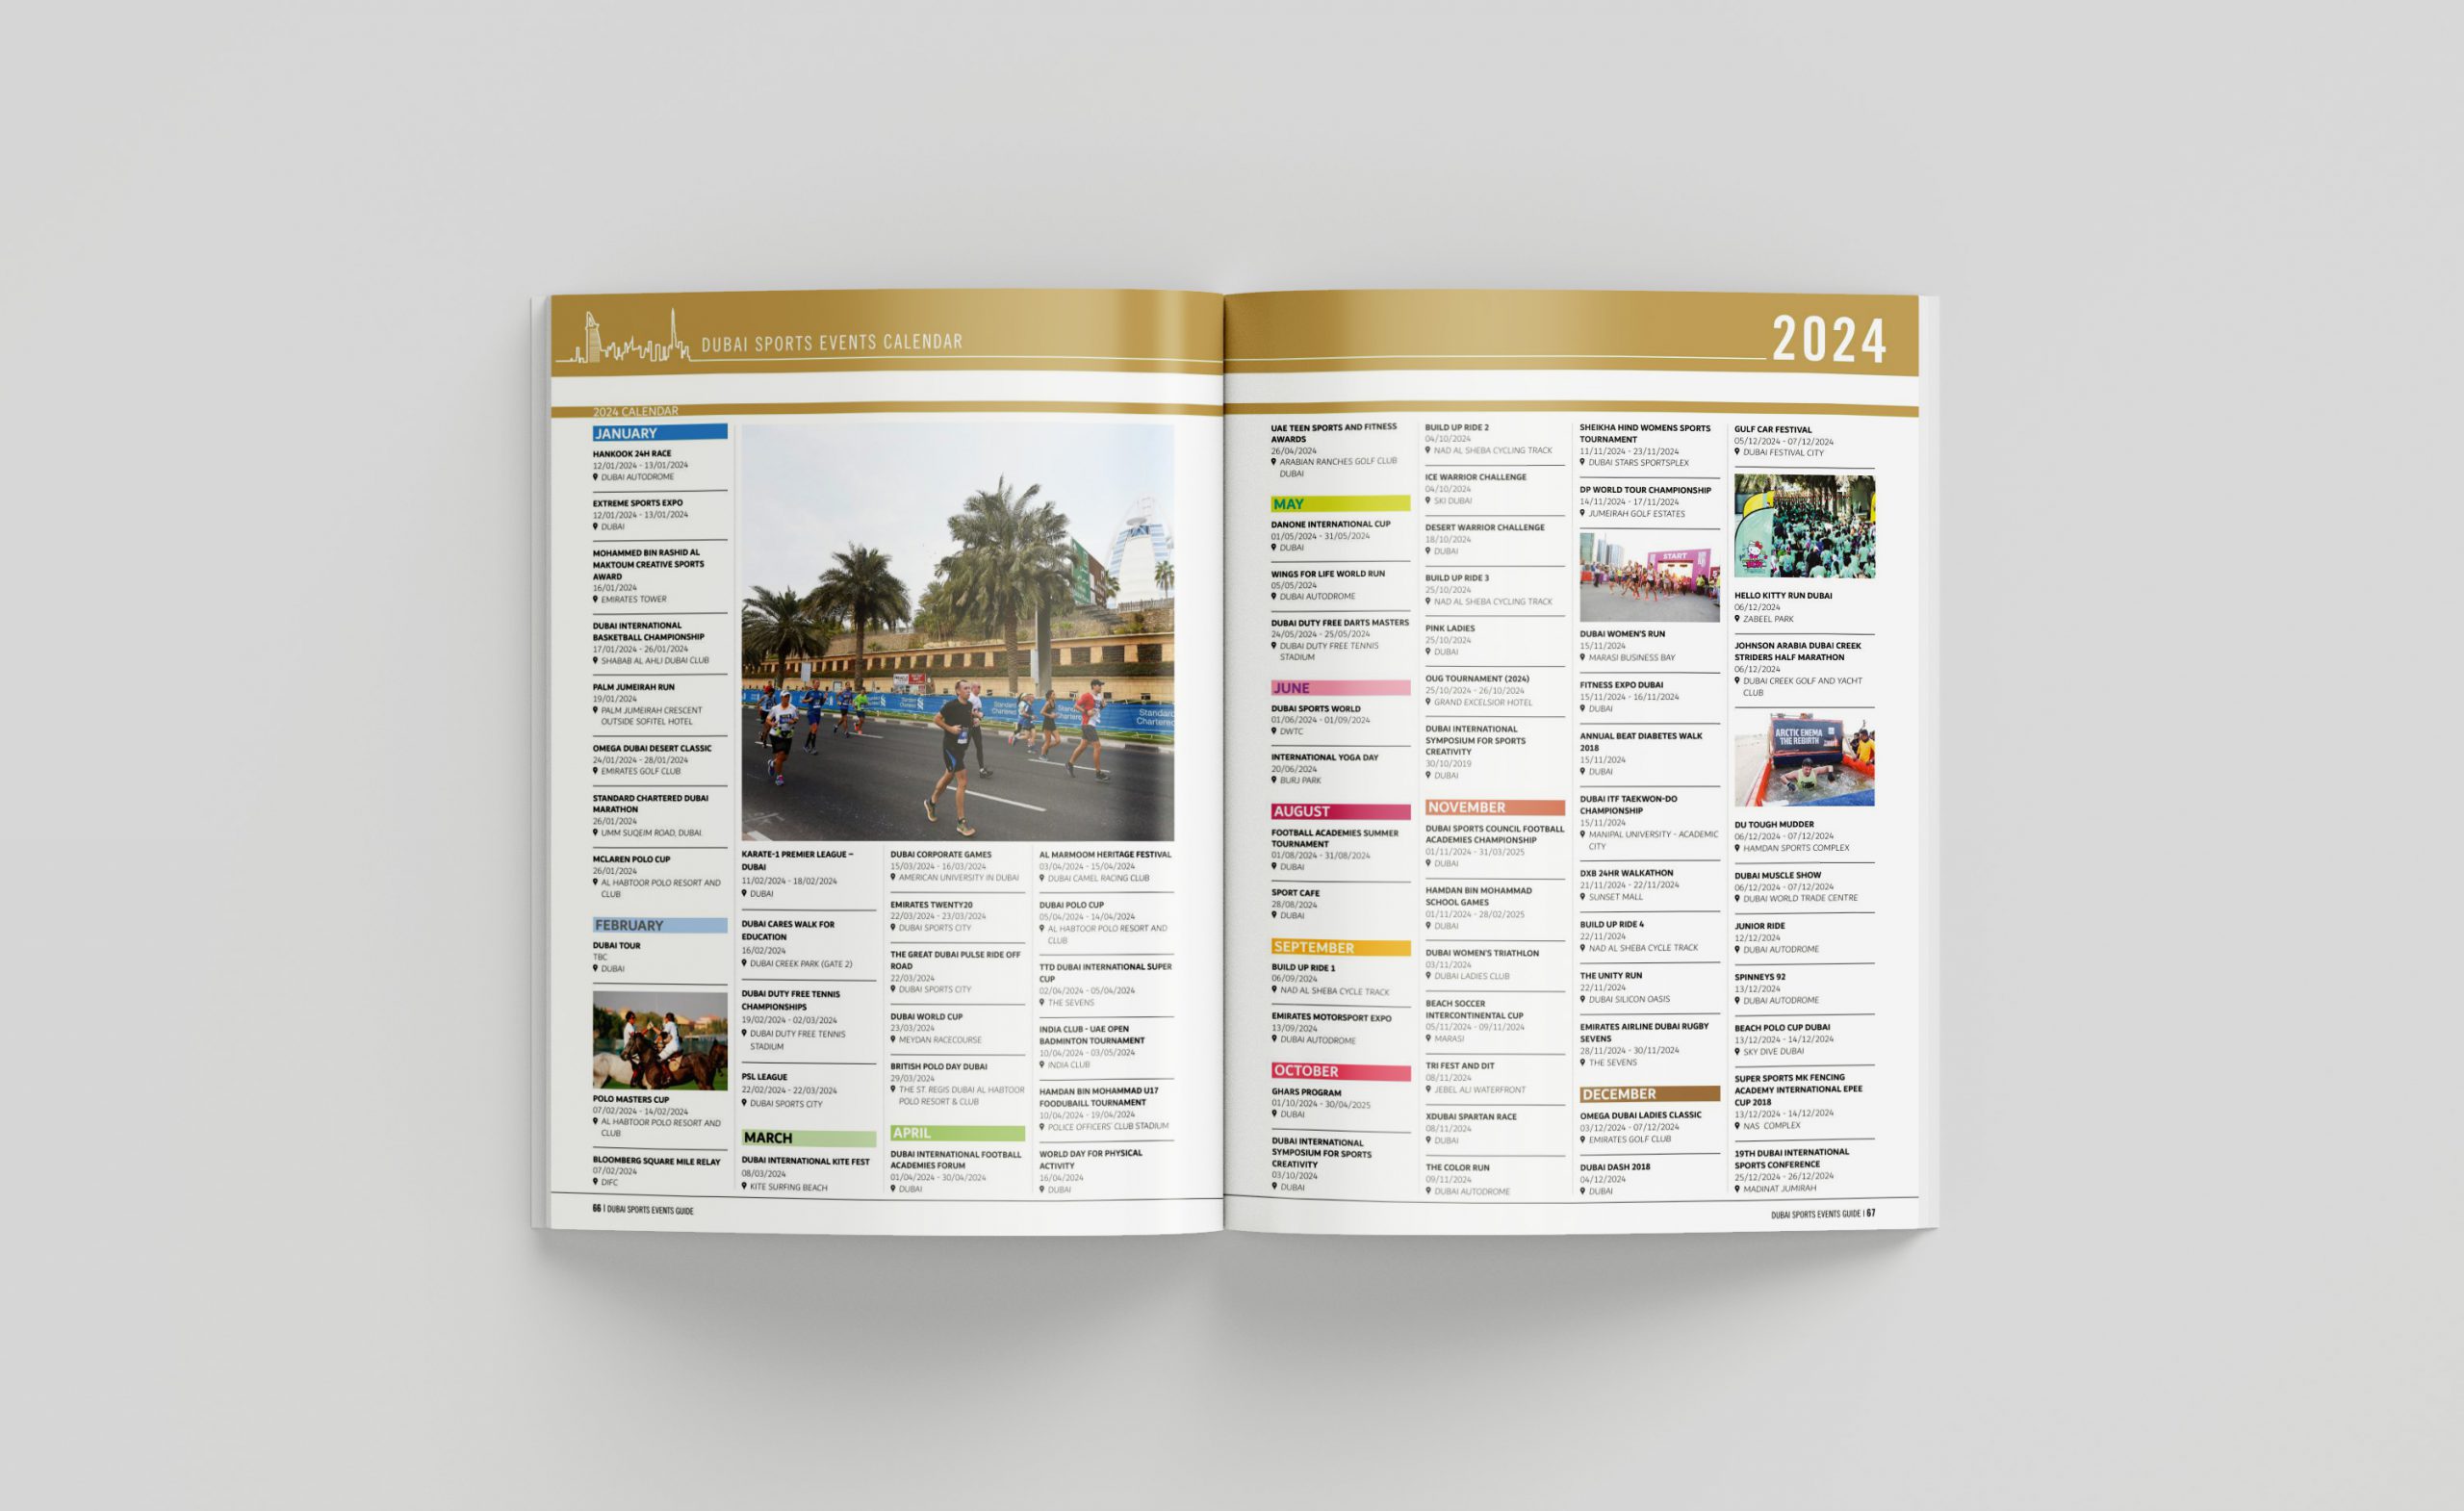 DUBAI SPORTS EVENTS CALENDAR
2024 CALENDAR
JANUARY
HANKOOK 24H RACE
12/01/2024 - 13/01/2024
DUBAI AUTODROME
EXTREME SPORTS EXPO
12/01/2024 - 13/01/2024
DUBAI
MOHAMMED BIN RASHID AL
MAKTOUM CREATIVE SPORTS
AWARD
16/01/2024
EMIRATES TOWER
DUBAI INTERNATIONAL
BASKETBALL CHAMPIONSHIP
17/01/2024 - 26/01/2024
SHABAB AL AHLI DUBAI CLUB
PALM JUMEIRAH RUN
19/01/2024
PALM JUMEIRAH CRESCENT
OUTSIDE SOFITEL HOTEL
OMEGA DUBAI DESERT CLASSIC
24/01/2024 - 28/01/2024
EMIRATES GOLF CLUB
STANDARD CHARTERED DUBAI
MARATHON
26/01/2024
UMM SUQEIM ROAD, DUBAI.
MCLAREN POLO CUP
26/01/2024
AL HABTOOR POLO RESORT AND
CLUB
FEBRUARY
DUBAI TOUR
TBC
DUBAI
POLO MASTERS CUP
07/02/2024 - 14/02/2024
AL HABTOOR POLO RESORT AND
CLUB
BLOOMBERG SQUARE MILE RELAY
07/02/2024
DIFC
Standard
Chartered
KARATE-1 PREMIER LEAGUE –
DUBAI
11/02/2024 - 18/02/2024
DUBAI
DUBAI CARES WALK FOR
EDUCATION
16/02/2024
DUBAI CREEK PARK (GATE 2)
DUBAI DUTY FREE TENNIS
CHAMPIONSHIPS
19/02/2024 - 02/03/2024
DUBAI DUTY FREE TENNIS
STADIUM
PSL LEAGUE
22/02/2024 - 22/03/2024
DUBAI SPORTS CITY
MARCH
DUBAI INTERNATIONAL KITE FEST
08/03/2024
KITE SURFING BEACH
DUBAI CORPORATE GAMES
15/03/2024 - 16/03/2024
AMERICAN UNIVERSITY IN DUBAI
EMIRATES TWENTY20
22/03/2024 - 23/03/2024
DUBAI SPORTS CITY
THE GREAT DUBAI PULSE RIDE OFF
ROAD
22/03/2024
DUBAI SPORTS CITY
DUBAI WORLD CUP
23/03/2024
MEYDAN RACECOURSE
BRITISH POLO DAY DUBAI
29/03/2024
THE ST. REGIS DUBAI AL HABTOOR
POLO RESORT & CLUB
APRIL
DUBAI INTERNATIONAL FOOTBALL
ACADEMIES FORUM
01/04/2024 - 30/04/2024
DUBAI
AL MARMOOM HERITAGE FESTIVAL
03/04/2024 - 15/04/2024
DUBAI CAMEL RACING CLUB
DUBAI POLO CUP
05/04/2024 - 14/04/2024
AL HABTOOR POLO RESORT AND
CLUB
TTD DUBAI INTERNATIONAL SUPER
CUP
02/04/2024 - 05/04/2024
THE SEVENS
INDIA CLUB - UAE OPEN
BADMINTON TOURNAMENT
10/04/2024 - 03/05/2024
INDIA CLUB
HAMDAN BIN MOHAMMAD U17
FOODUBAILL TOURNAMENT
10/04/2024 - 19/04/2024
POLICE OFFICERS' CLUB STADIUM
WORLD DAY FOR PHYSICAL
ACTIVITY
16/04/2024
DUBAI
66 | DUBAI SPORTS EVENTS GUIDE
2024
UAE TEEN SPORTS AND FITNESS
AWARDS
26/04/2024
ARABIAN RANCHES GOLF CLUB
DUBAI
MAY
DANONE INTERNATIONAL CUP
01/05/2024 - 31/05/2024
DUBAI
WINGS FOR LIFE WORLD RUN
05/05/2024
DUBAI AUTODROME
DUBAI DUTY FREE DARTS MASTERS
24/05/2024 - 25/05/2024
DUBAI DUTY FREE TENNIS
STADIUM
JUNE
DUBAI SPORTS WORLD
01/06/2024 - 01/09/2024
DWTC
INTERNATIONAL YOGA DAY
20/06/2024
BURJ PARK
AUGUST
FOOTBALL ACADEMIES SUMMER
TOURNAMENT
01/08/2024 - 31/08/2024
DUBAI
SPORT CAFE
28/08/2024
DUBAI
SEPTEMBER
BUILD UP RIDE 1
06/09/2024
NAD AL SHEBA CYCLE TRACK
EMIRATES MOTORSPORT EXPO
13/09/2024
DUBAI AUTODROME
OCTOBER
GHARS PROGRAM
01/10/2024 - 30/04/2025
DUBAI
DUBAI INTERNATIONAL
SYMPOSIUM FOR SPORTS
CREATIVITY
03/10/2024
DUBAI
BUILD UP RIDE 2
04/10/2024
NAD AL SHEBA CYCLING TRACK
ICE WARRIOR CHALLENGE
04/10/2024
SKI DUBAI
DESERT WARRIOR CHALLENGE
18/10/2024
DUBAI
BUILD UP RIDE 3
25/10/2024
NAD AL SHEBA CYCLING TRACK
PINK LADIES
25/10/2024
DUBAI
OUG TOURNAMENT (2024)
25/10/2024 - 26/10/2024
GRAND EXCELSIOR HOTEL
DUBAI INTERNATIONAL
SYMPOSIUM FOR SPORTS
CREATIVITY
30/10/2019
DUBAI
NOVEMBER
DUBAI SPORTS COUNCIL FOOTBALL
ACADEMIES CHAMPIONSHIP
01/11/2024 - 31/03/2025
DUBAI
HAMDAN BIN MOHAMMAD
SCHOOL GAMES
01/11/2024 - 28/02/2025
DUBAI
DUBAI WOMEN'S TRIATHLON
03/11/2024
DUBAI LADIES CLUB
BEACH SOCCER
INTERCONTINENTAL CUP
05/11/2024 - 09/11/2024
MARASI
TRI FEST AND DIT
08/11/2024
JEBEL ALI WATERFRONT
XDUBAI SPARTAN RACE
08/11/2024
DUBAI
THE COLOR RUN
09/11/2024
DUBAI AUTODROME
SHEIKHA HIND WOMENS SPORTS
TOURNAMENT
11/11/2024 - 23/11/2024
DUBAI STARS SPORTSPLEX
DP WORLD TOUR CHAMPIONSHIP
14/11/2024 - 17/11/2024
JUMEIRAH GOLF ESTATES
START
DUBAI WOMEN'S RUN
15/11/2024
MARASI BUSINESS BAY
FITNESS EXPO DUBAI
15/11/2024 - 16/11/2024
DUBAI
ANNUAL BEAT DIABETES WALK
2018
15/11/2024
DUBAI
DUBAI ITF TAEKWON-DO
CHAMPIONSHIP
15/11/2024
MANIPAL UNIVERSITY - ACADEMIC
CITY
DXB 24HR WALKATHON
21/11/2024 - 22/11/2024
SUNSET MALL
BUILD UP RIDE 4
22/11/2024
NAD AL SHEBA CYCLE TRACK
THE UNITY RUN
22/11/2024
DUBAI SILICON OASIS
EMIRATES AIRLINE DUBAI RUGBY
SEVENS
28/11/2024 - 30/11/2024
THE SEVENS
DECEMBER
OMEGA DUBAI LADIES CLASSIC
03/12/2024 - 07/12/2024
EMIRATES GOLF CLUB
DUBAI DASH 2018
04/12/2024
DUBAI
GULF CAR FESTIVAL
05/12/2024 - 07/12/2024
DUBAI FESTIVAL CITY
HELLO KITTY RUN DUBAI
06/12/2024
ZABEEL PARK
JOHNSON ARABIA DUBAI CREEK
STRIDERS HALF MARATHON
06/12/2024
DUBAI CREEK GOLF AND YACHT
CLUB
ARCTIC ENEMA
THE REBIRTH
DU TOUGH MUDDER
06/12/2024 - 07/12/2024
HAMDAN SPORTS COMPLEX
DUBAI MUSCLE SHOW
06/12/2024 - 07/12/2024
DUBAI WORLD TRADE CENTRE
JUNIOR RIDE
12/12/2024
DUBAI AUTODROME
SPINNEYS 92
13/12/2024
DUBAI AUTODROME
BEACH POLO CUP DUBAI
13/12/2024 - 14/12/2024
SKY DIVE DUBAI
SUPER SPORTS MK FENCING
ACADEMY INTERNATIONAL EPEE
CUP 2018
13/12/2024 - 14/12/2024
NAS COMPLEX
19TH DUBAI INTERNATIONAL
SPORTS CONFERENCE
25/12/2024 - 26/12/2024
MADINAT JUMIRAH
DUBAI SPORTS EVENTS GUIDE | 67